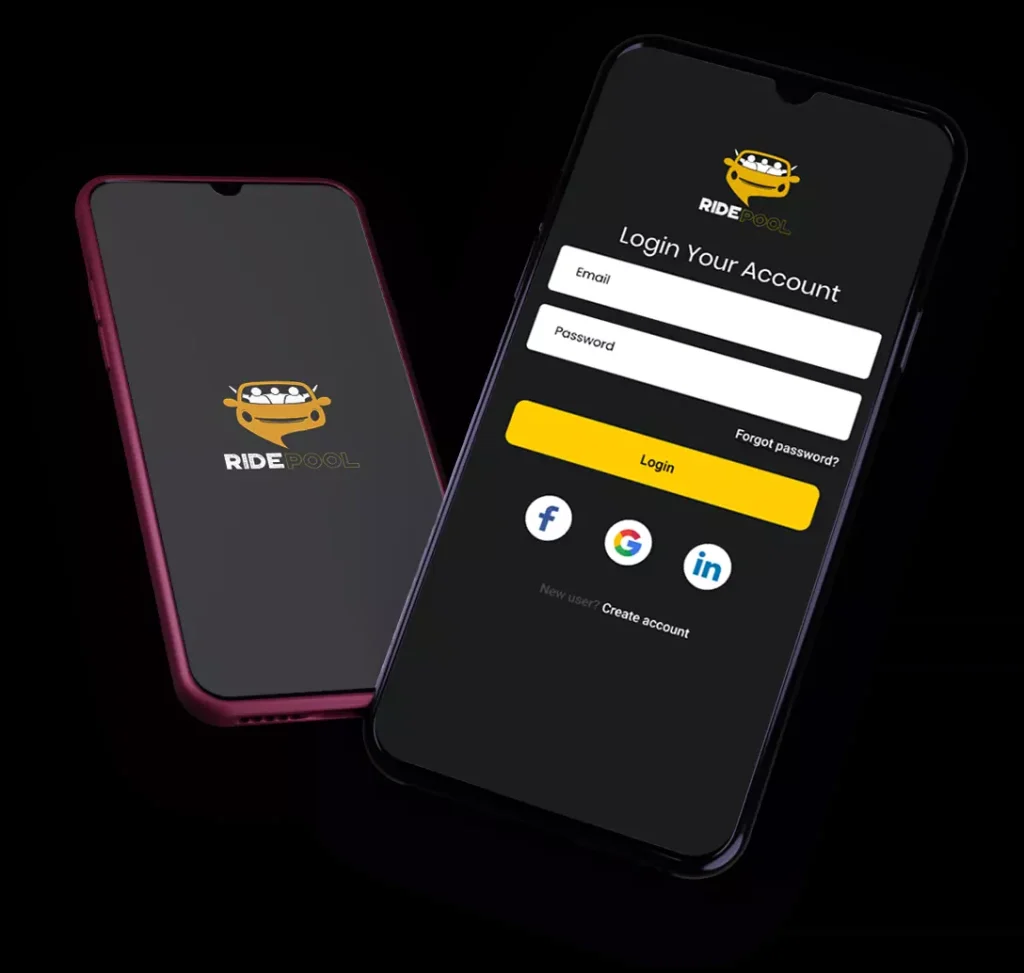 RIDEPOOL
RIDEPOOL
Login Your Account
Email
Password
Forgot password?
Login
f
G
in
New user? Create account